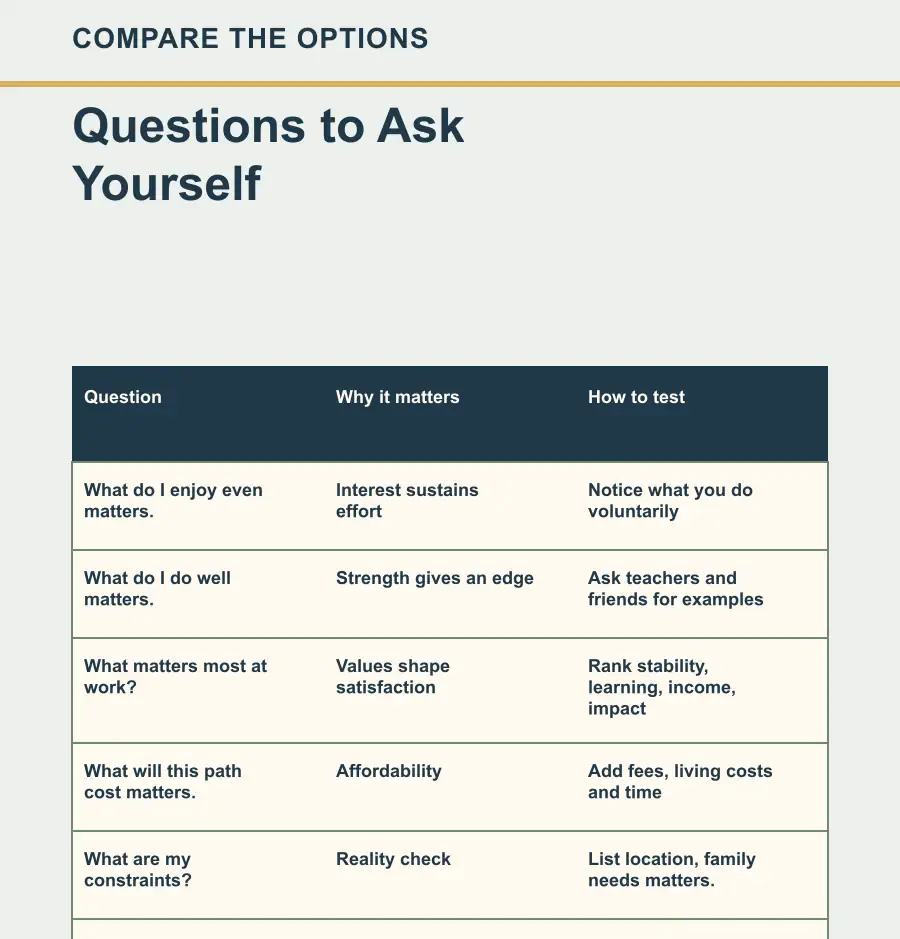 COMPARE THE OPTIONS
Questions to Ask
Yourself
Question
Why it matters
How to test
What do I enjoy even
matters.
Interest sustains
effort
Notice what you do
voluntarily
What do I do well
matters.
Strength gives an edge
Ask teachers and
friends for examples
What matters most at
work?
Values shape
satisfaction
Rank stability,
learning, income,
impact
What will this path
cost matters.
Affordability
Add fees, living costs
and time
What are my
constraints?
Reality check
List location, family
needs matters.